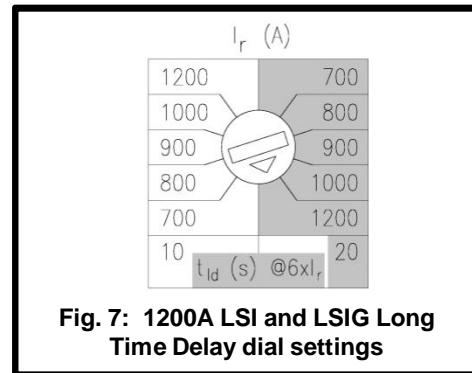 Ir (A)
1200 700
1000 800
900 900
800 1000
700 1200
10 tld (s) @6xIr 20
Fig. 7: 1200A LSI and LSIG Long
Time Delay dial settings